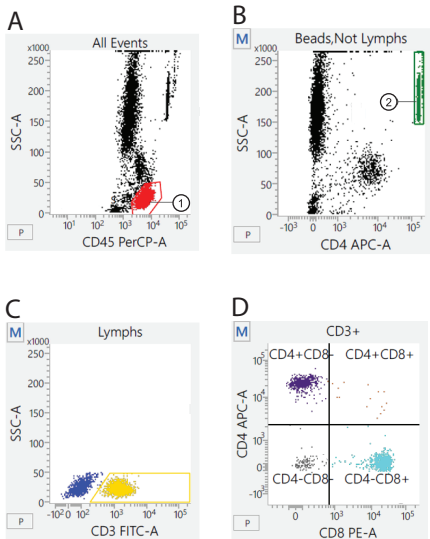 A
All Events
x1000
250
200
150
100
50
0
SSC-A
1
10¹
10²
10³
10⁴
10⁵
P
CD45 PerCP-A
B
M
Beads,Not Lymphs
x1000
250
200
150
100
50
0
SSC-A
2
-10³
0
10³
10⁴
10⁵
P
CD4 APC-A
C
M
Lymphs
x1000
250
200
150
100
50
0
SSC-A
-10²
0
10²
10³
10⁴
10⁵
P
CD3 FITC-A
D
M
CD3+
CD4+CD8- CD4+CD8+
10⁵
10⁴
10³
0
-10³
CD4 APC-A
CD4-CD8- CD4-CD8+
0
10³
10⁴
10⁵
P
CD8 PE-A